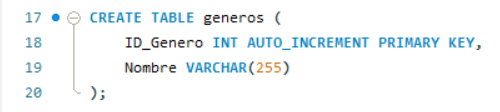 17 CREATE TABLE generos (
18 ID_Genero INT AUTO_INCREMENT PRIMARY KEY,
19 Nombre VARCHAR(255)
20 );